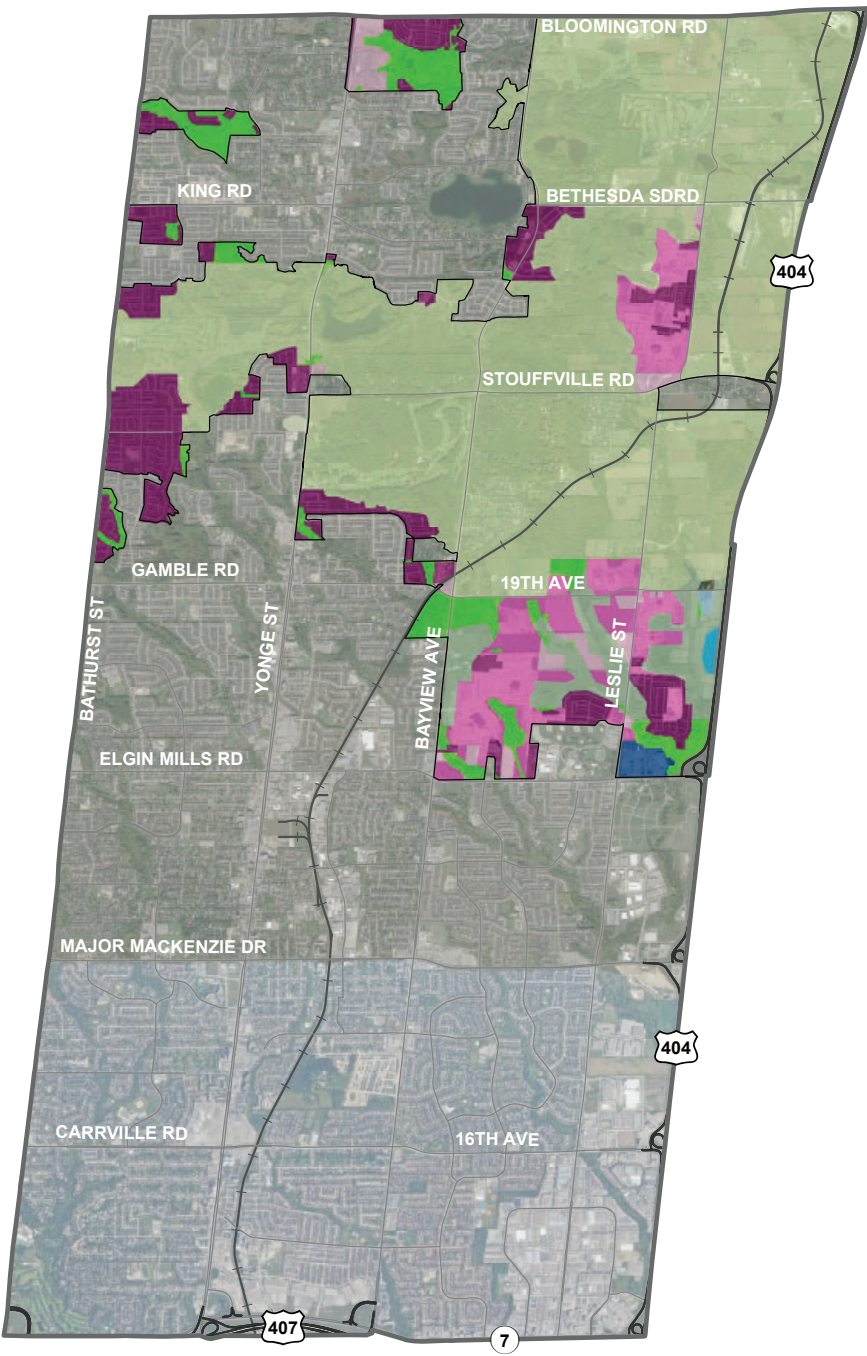 BLOOMINGTON RD
KING RD
BETHESDA SDRD
404
STOUFFVILLE RD
GAMBLE RD
19TH AVE
BATHURST ST
YONGE ST
BAYVIEW AVE
LESLIE ST
ELGIN MILLS RD
MAJOR MACKENZIE DR
404
CARRVILLE RD
16TH AVE
407
7